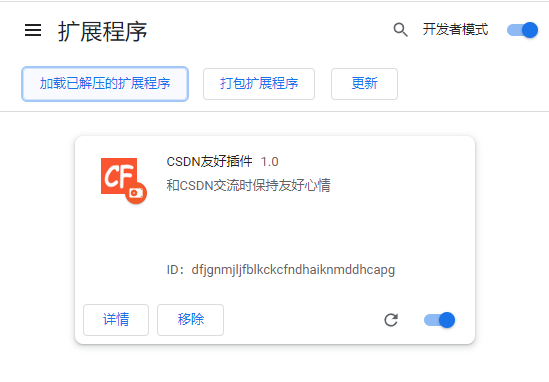 扩展程序
开发者模式
加载已解压的扩展程序 打包扩展程序 更新
CF
CSDN友好插件 1.0
和CSDN交流时保持友好心情
ID：dfjgnmjljfblkckcfndhaiknmddhcapg
详情 移除